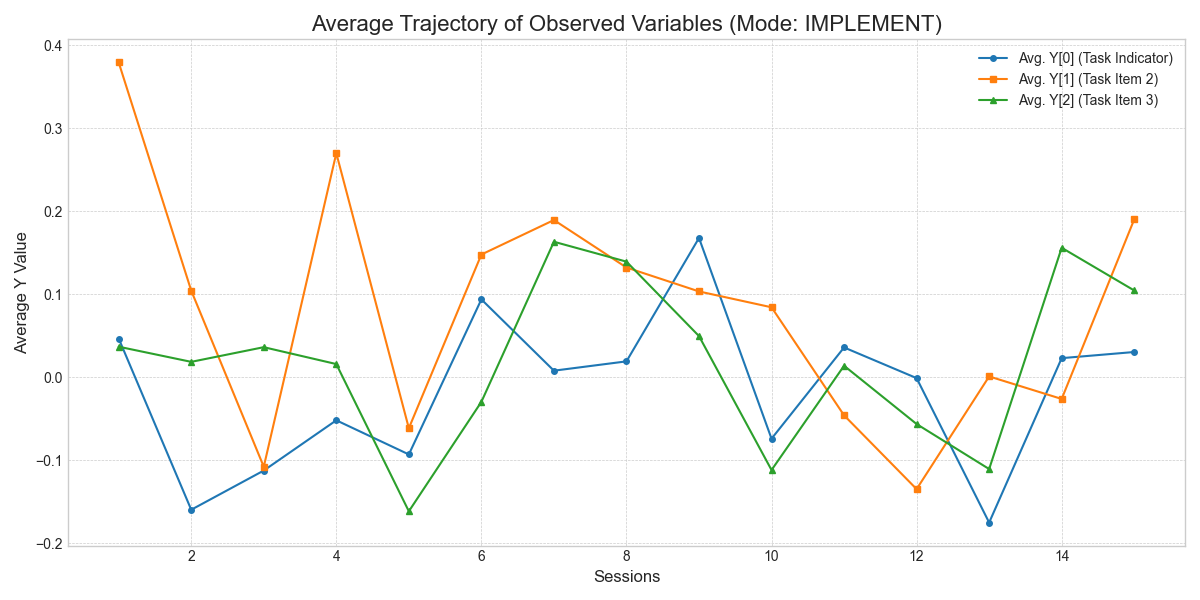 Average Trajectory of Observed Variables (Mode: IMPLEMENT)
Avg. Y[0] (Task Indicator)
Avg. Y[1] (Task Item 2)
Avg. Y[2] (Task Item 3)
Average Y Value
0.4
0.3
0.2
0.1
0.0
−0.1
−0.2
2 4 6 8 10 12 14
Sessions